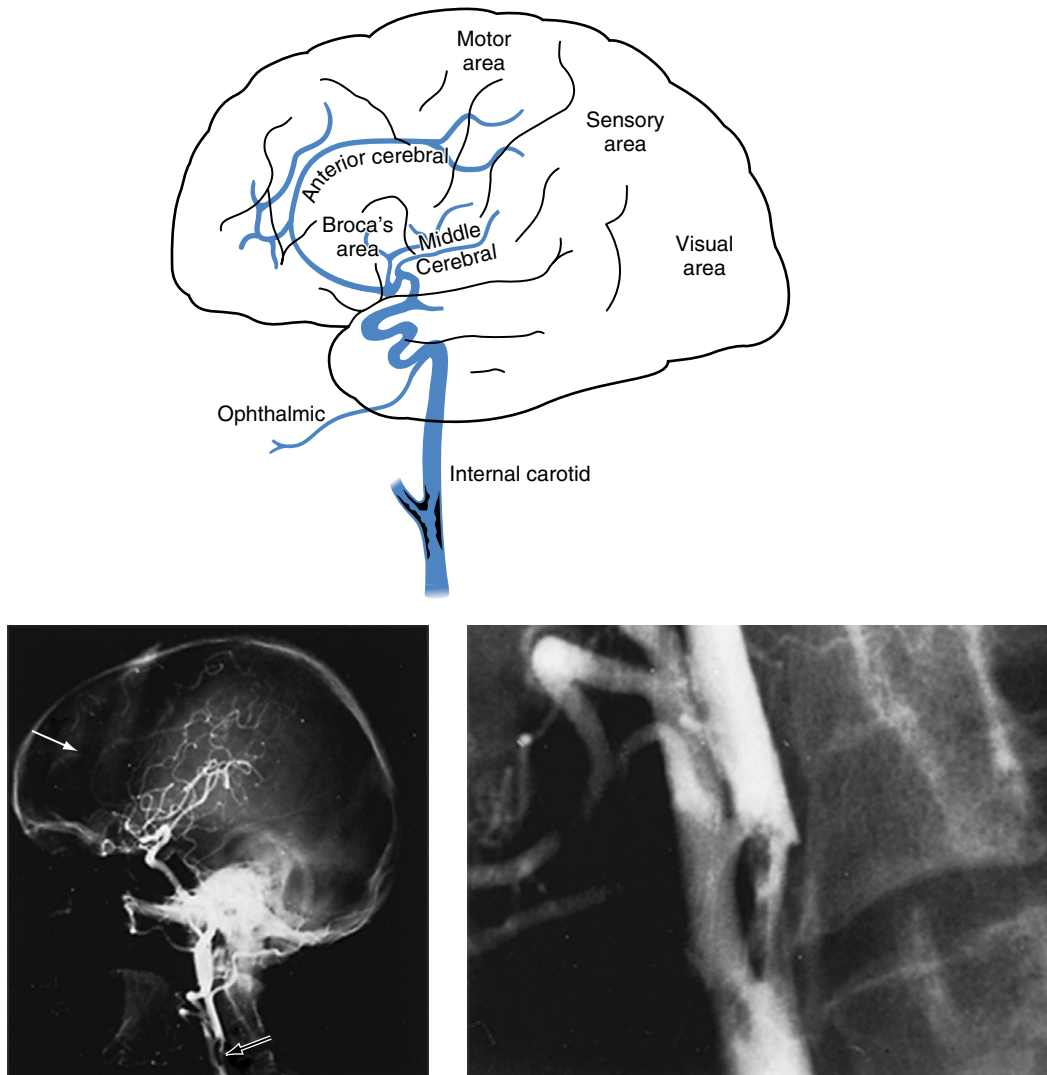 Motor
area
Sensory
area
Anterior cerebral
Broca's
area
Middle
Cerebral
Visual
area
Ophthalmic
Internal carotid